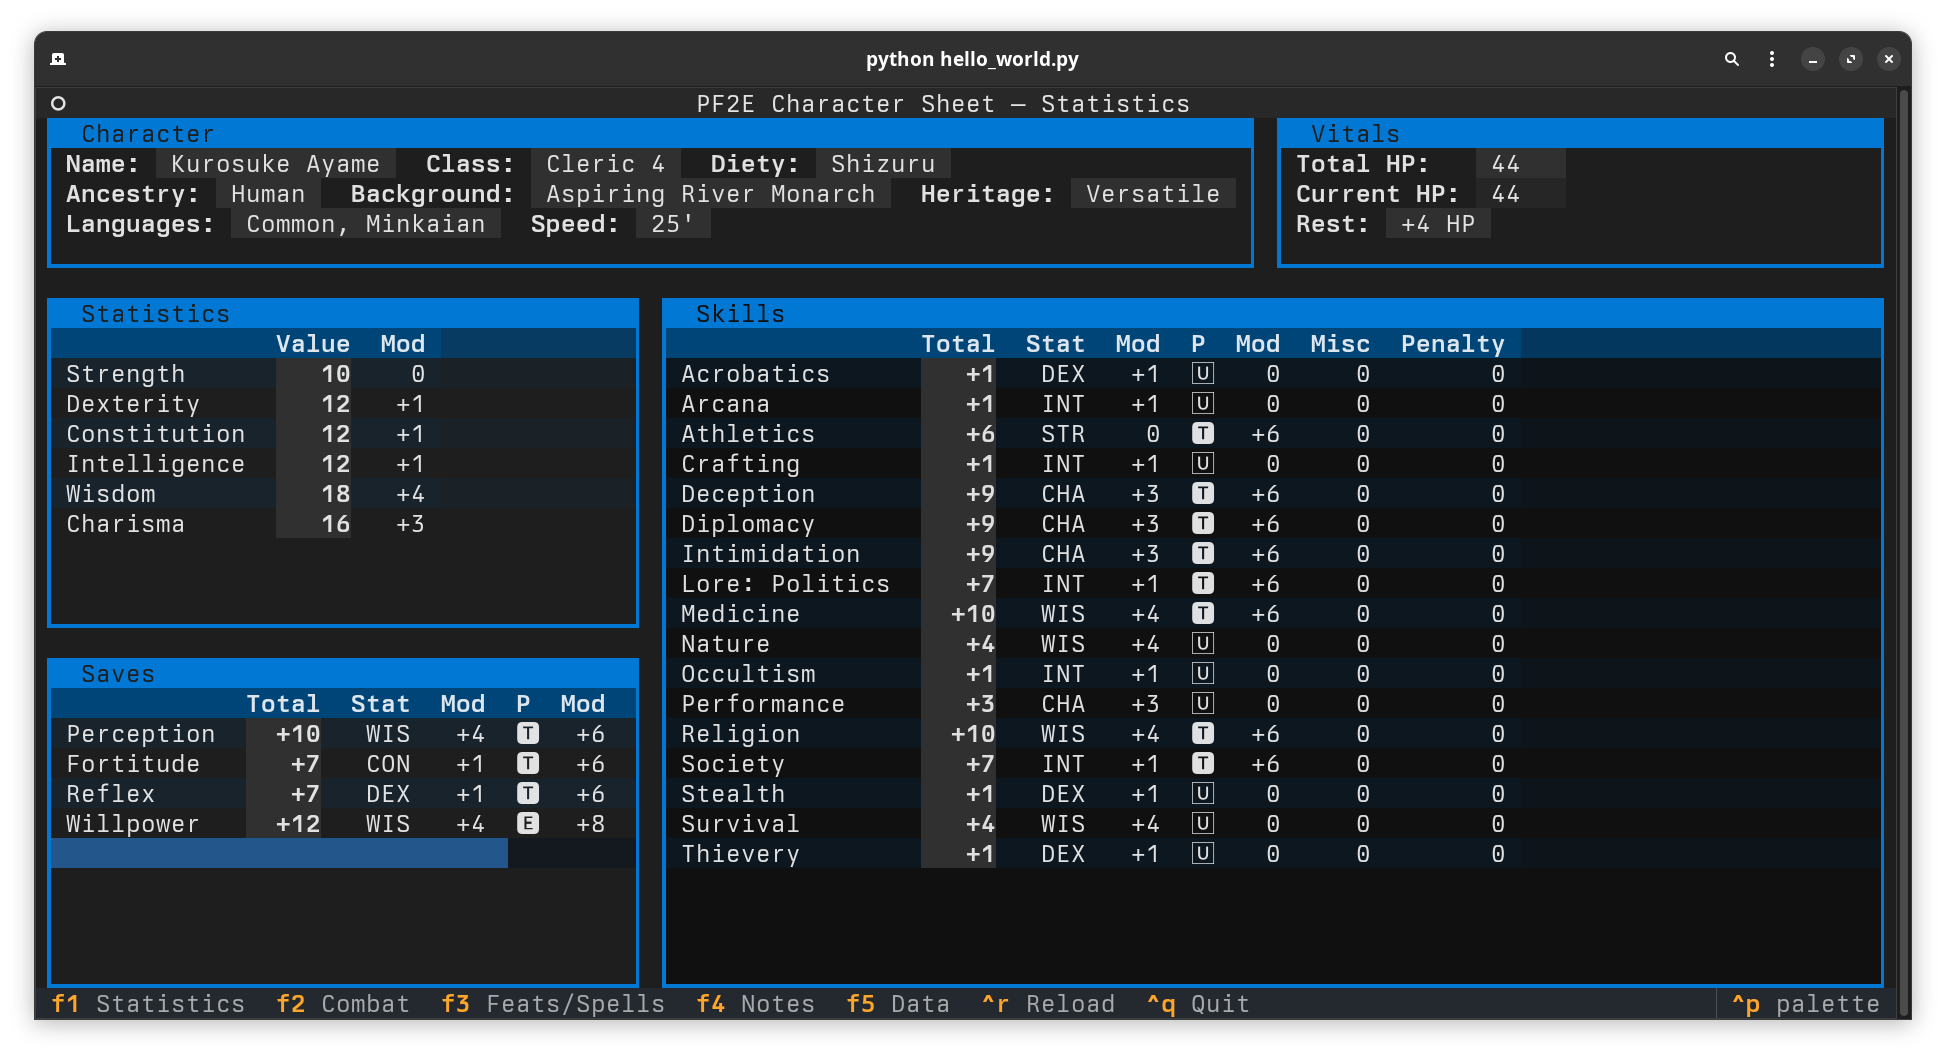 python hello_world.py
PF2E Character Sheet — Statistics
Character
Name: Kurosuke Ayame Class: Cleric 4 Diety: Shizuru
Ancestry: Human Background: Aspiring River Monarch Heritage: Versatile
Languages: Common, Minkaian Speed: 25'
Vitals
Total HP: 44
Current HP: 44
Rest: +4 HP
Statistics
Value Mod
Strength 10 0
Dexterity 12 +1
Constitution 12 +1
Intelligence 12 +1
Wisdom 18 +4
Charisma 16 +3
Saves
Total Stat Mod P Mod
Perception +10 WIS +4 T +6
Fortitude +7 CON +1 T +6
Reflex +7 DEX +1 T +6
Willpower +12 WIS +4 E +8
Skills
Total Stat Mod P Mod Misc Penalty
Acrobatics +1 DEX +1 U 0 0 0
Arcana +1 INT +1 U 0 0 0
Athletics +6 STR 0 T +6 0 0
Crafting +1 INT +1 U 0 0 0
Deception +9 CHA +3 T +6 0 0
Diplomacy +9 CHA +3 T +6 0 0
Intimidation +9 CHA +3 T +6 0 0
Lore: Politics +7 INT +1 T +6 0 0
Medicine +10 WIS +4 T +6 0 0
Nature +4 WIS +4 U 0 0 0
Occultism +1 INT +1 U 0 0 0
Performance +3 CHA +3 U 0 0 0
Religion +10 WIS +4 T +6 0 0
Society +7 INT +1 T +6 0 0
Stealth +1 DEX +1 U 0 0 0
Survival +4 WIS +4 U 0 0 0
Thievery +1 DEX +1 U 0 0 0
f1 Statistics f2 Combat f3 Feats/Spells f4 Notes f5 Data ^r Reload ^q Quit ^p palette